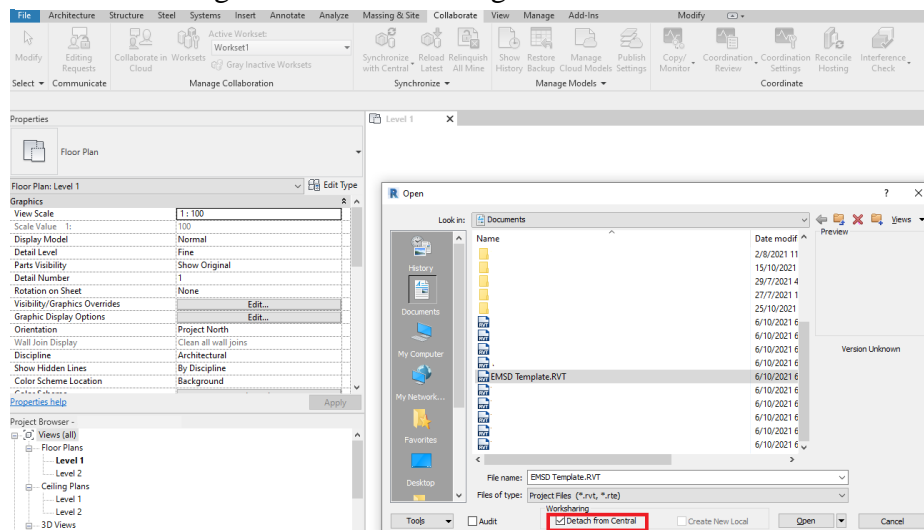 File Architecture Structure Steel Systems Insert Annotate Analyze Massing & Site Collaborate View Manage Add-Ins Modify
Active Workset:
Workset1
Gray Inactive Worksets
Modify Editing Requests Collaborate in Cloud Worksets Synchronize with Central Reload Latest Relinquish All Mine Show History Restore Backup Manage Cloud Models Publish Settings Copy/ Monitor Coordination Review Coordination Settings Reconcile Hosting Interference Check
Select Communicate Manage Collaboration Synchronize Manage Models Coordinate
Properties
Level 1 X
Floor Plan
Floor Plan: Level 1 Edit Type
Graphics
View Scale 1 : 100
Scale Value 1: 100
Display Model Normal
Detail Level Fine
Parts Visibility Show Original
Detail Number 1
Rotation on Sheet None
Visibility/Graphics Overrides Edit...
Graphic Display Options Edit...
Orientation Project North
Wall Join Display Clean all wall joins
Discipline Architectural
Show Hidden Lines By Discipline
Color Scheme Location Background
Properties help Apply
Project Browser -
Views (all)
Floor Plans
Level 1
Level 2
Ceiling Plans
Level 1
Level 2
3D Views
R Open ? X
Look in: Documents Views
Name Date modif Preview
2/8/2021 11
History 15/10/2021
29/7/2021 4
27/7/2021 1
Documents 25/10/2021
6/10/2021 6
6/10/2021 6
My Computer 6/10/2021 6 Version Unknown
6/10/2021 6
EMSD Template.RVT 6/10/2021 6
My Network... 6/10/2021 6
6/10/2021 6
6/10/2021 6
Favorites 6/10/2021 6
6/10/2021 6
Desktop
File name: EMSD Template.RVT
Files of type: Project Files (*.rvt, *.rte)
Worksharing
Tools Audit Detach from Central Create New Local Open Cancel